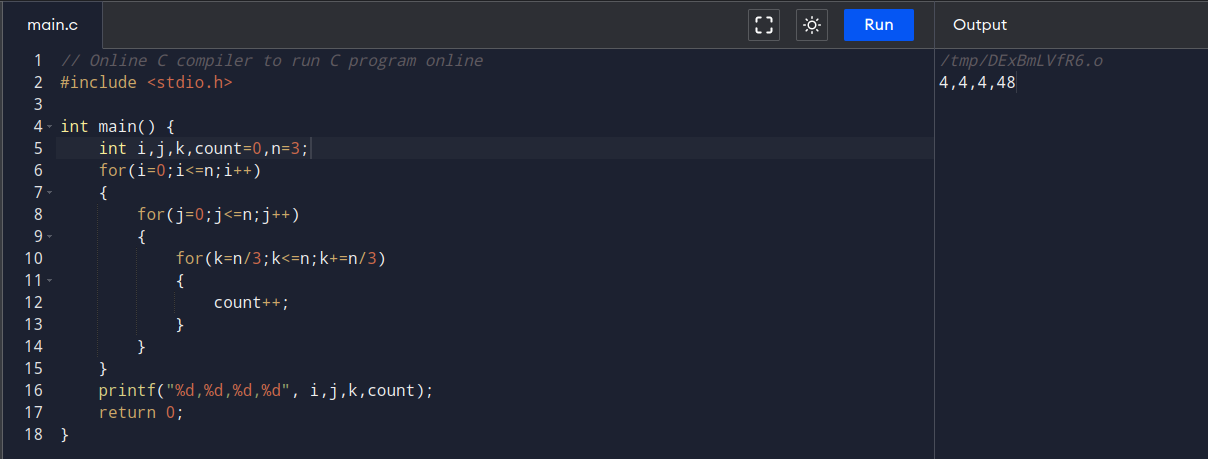 main.c
Run
Output
1 // Online C compiler to run C program online
2 #include <stdio.h>
3
4 int main() {
5 int i,j,k,count=0,n=3;
6 for(i=0;i<=n;i++)
7 {
8 for(j=0;j<=n;j++)
9 {
10 for(k=n/3;k<=n;k+=n/3)
11 {
12 count++;
13 }
14 }
15 }
16 printf("%d,%d,%d,%d", i,j,k,count);
17 return 0;
18 }
/tmp/DExBmLVfR6.o
4,4,4,48